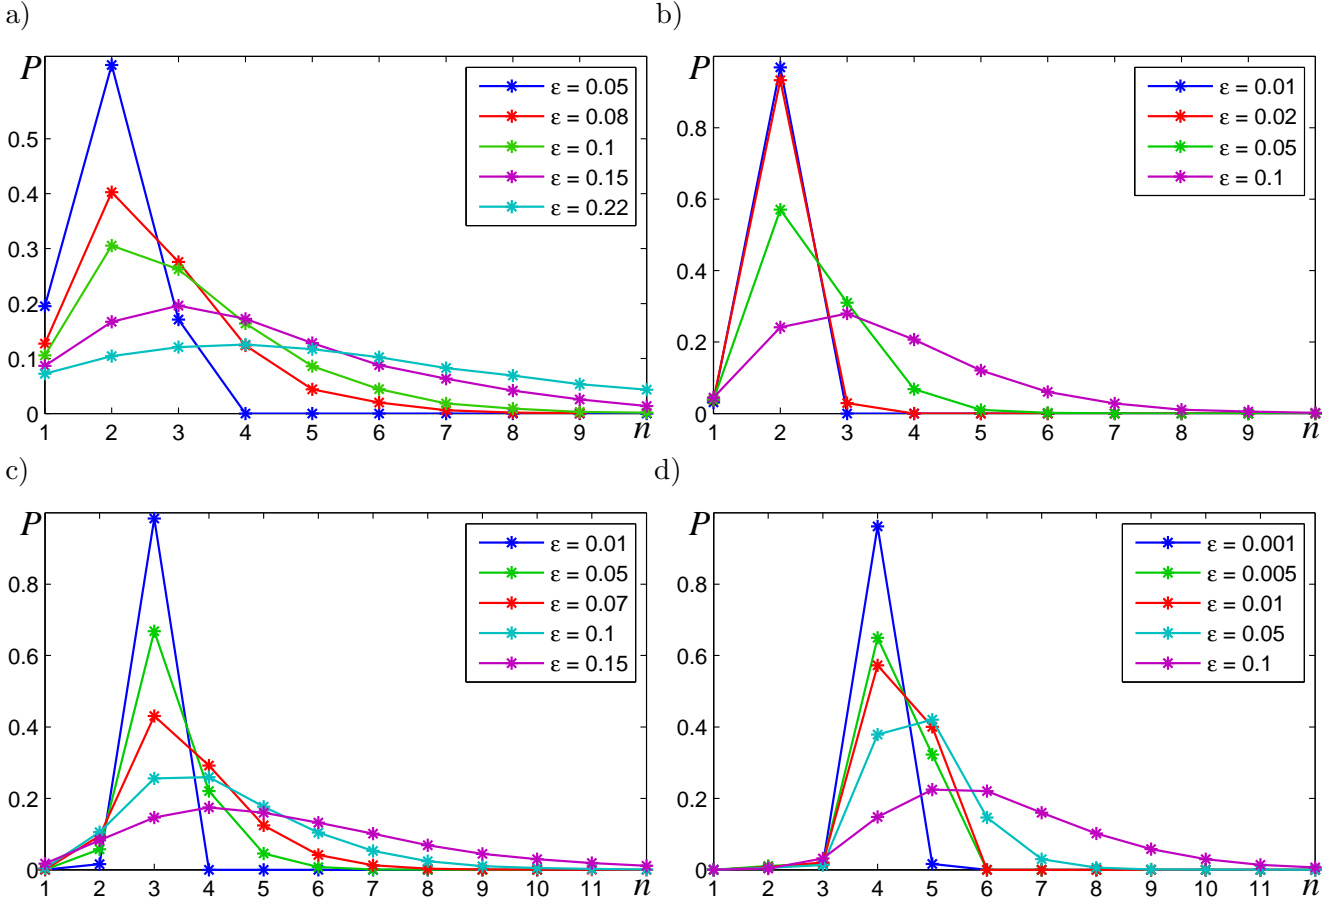 a)
P
0.5
0.4
0.3
0.2
0.1
0
1 2 3 4 5 6 7 8 9 n
ε = 0.05
ε = 0.08
ε = 0.1
ε = 0.15
ε = 0.22
b)
P
0.8
0.6
0.4
0.2
0
1 2 3 4 5 6 7 8 9 n
ε = 0.01
ε = 0.02
ε = 0.05
ε = 0.1
c)
P
0.8
0.6
0.4
0.2
0
1 2 3 4 5 6 7 8 9 10 11 n
ε = 0.01
ε = 0.05
ε = 0.07
ε = 0.1
ε = 0.15
d)
P
0.8
0.6
0.4
0.2
0
1 2 3 4 5 6 7 8 9 10 11 n
ε = 0.001
ε = 0.005
ε = 0.01
ε = 0.05
ε = 0.1